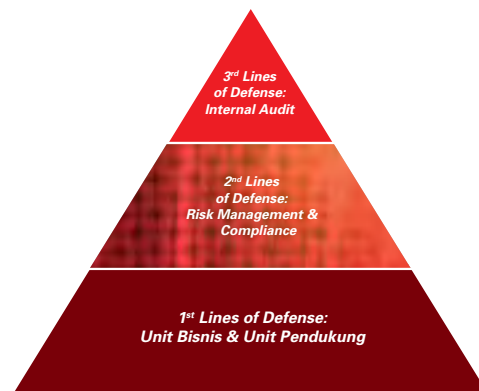 3rd Lines
of Defense:
Internal Audit
2nd Lines
of Defense:
Risk Management &
Compliance
1st Lines of Defense:
Unit Bisnis & Unit Pendukung